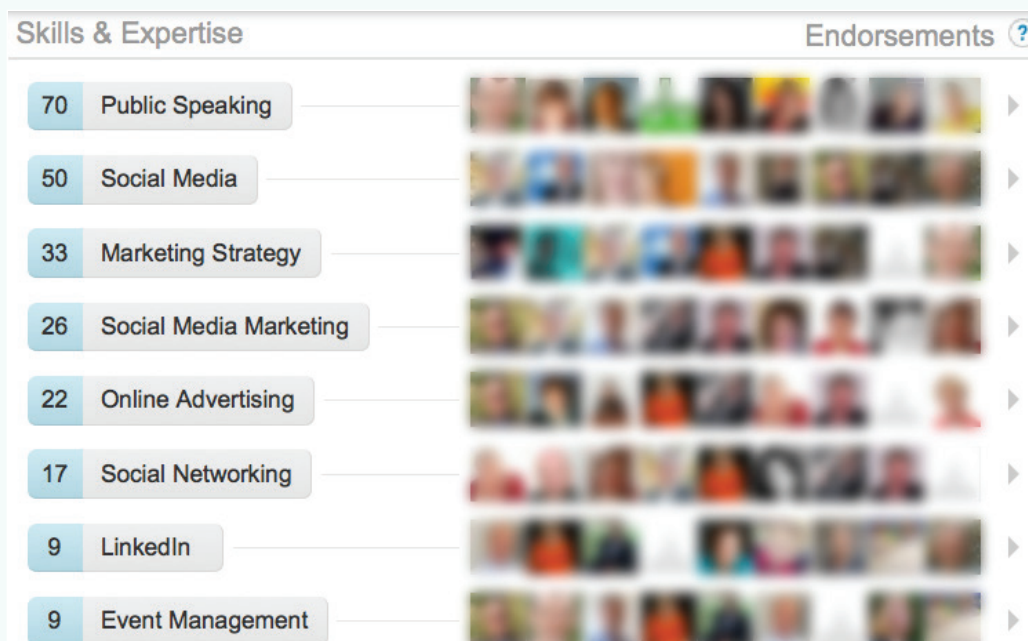 Skills & Expertise Endorsements ?
70 Public Speaking
50 Social Media
33 Marketing Strategy
26 Social Media Marketing
22 Online Advertising
17 Social Networking
9 LinkedIn
9 Event Management